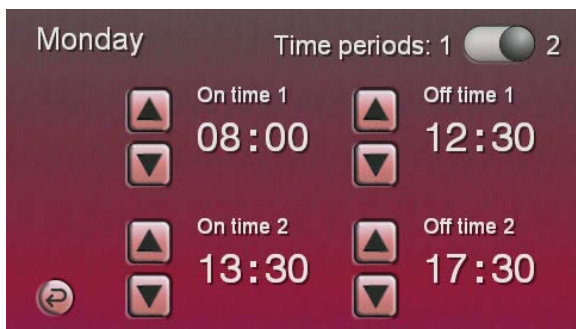 Monday
Time periods: 1 2
On time 1
Off time 1
08:00
12:30
On time 2
Off time 2
13:30
17:30